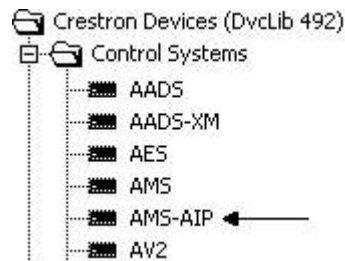 Crestron Devices (DvcLib 492)
Control Systems
AADS
AADS-XM
AES
AMS
AMS-AIP
AV2